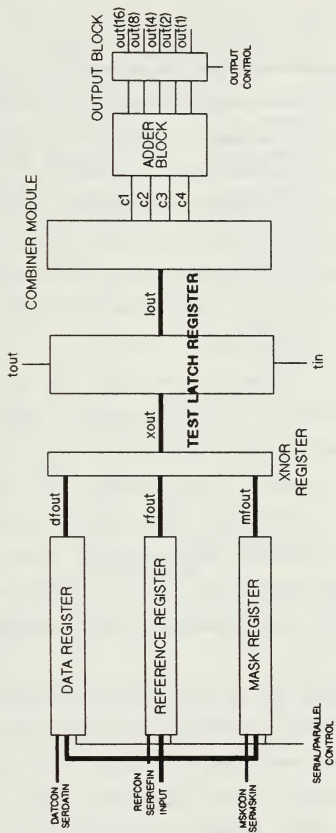 DATCON
SERDATIN
REFCON
SERREFIN
INPUT
MSKCON
SERMSKIN
SERIAL/PARALLEL
CONTROL
DATA REGISTER
REFERENCE REGISTER
MASK REGISTER
dfout
rfout
mfout
XNOR
REGISTER
xout
tout
TEST LATCH REGISTER
tin
lout
COMBINER MODULE
c1
c2
c3
c4
ADDER
BLOCK
OUTPUT BLOCK
out(16)
out(8)
out(4)
out(2)
out(1)
OUTPUT
CONTROL